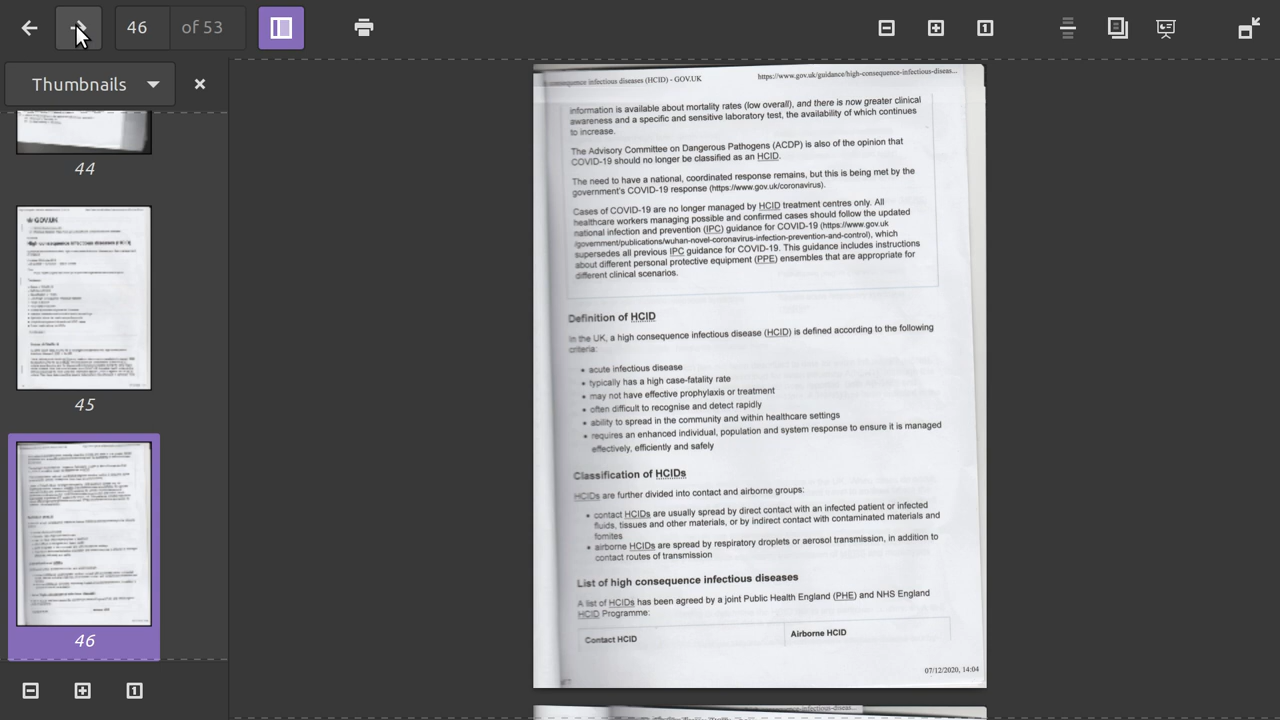 46 of 53
Thumbnails
44
GOV.UK
45
46
consequence infectious diseases (HCID) - GOV.UK https://www.gov.uk/guidance/high-consequence-infectious-diseas...
information is available about mortality rates (low overall), and there is now greater clinical
awareness and a specific and sensitive laboratory test, the availability of which continues
to increase.
The Advisory Committee on Dangerous Pathogens (ACDP) is also of the opinion that
COVID-19 should no longer be classified as an HCID.
The need to have a national, coordinated response remains, but this is being met by the
government's COVID-19 response (https://www.gov.uk/coronavirus).
Cases of COVID-19 are no longer managed by HCID treatment centres only. All
healthcare workers managing possible and confirmed cases should follow the updated
national infection and prevention (IPC) guidance for COVID-19 (https://www.gov.uk
/government/publications/wuhan-novel-coronavirus-infection-prevention-and-control), which
supersedes all previous IPC guidance for COVID-19. This guidance includes instructions
about different personal protective equipment (PPE) ensembles that are appropriate for
different clinical scenarios.
Definition of HCID
In the UK, a high consequence infectious disease (HCID) is defined according to the following
criteria:
• acute infectious disease
• typically has a high case-fatality rate
• may not have effective prophylaxis or treatment
• often difficult to recognise and detect rapidly
• ability to spread in the community and within healthcare settings
• requires an enhanced individual, population and system response to ensure it is managed
effectively, efficiently and safely
Classification of HCIDs
HCIDs are further divided into contact and airborne groups:
• contact HCIDs are usually spread by direct contact with an infected patient or infected
fluids, tissues and other materials, or by indirect contact with contaminated materials and
fomites
• airborne HCIDs are spread by respiratory droplets or aerosol transmission, in addition to
contact routes of transmission
List of high consequence infectious diseases
A list of HCIDs has been agreed by a joint Public Health England (PHE) and NHS England
HCID Programme:
Contact HCID Airborne HCID
07/12/2020, 14:04